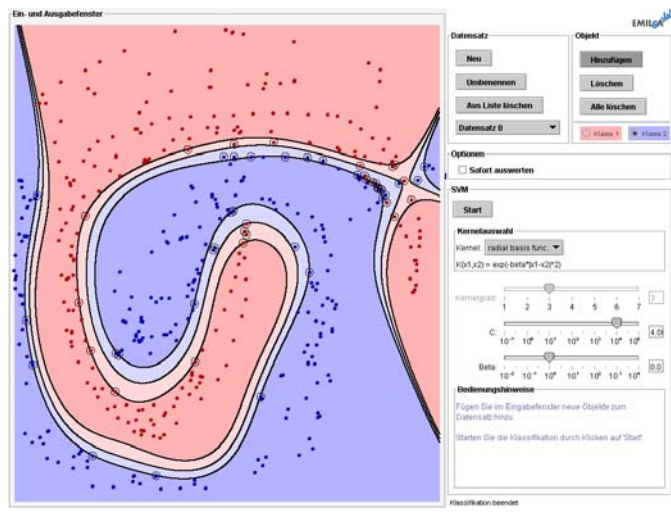 Ein- und Ausgabefenster
EMILeA
Datensatz
Neu
Umbenennen
Aus Liste löschen
Datensatz 0
Objekt
Hinzufügen
Löschen
Alle löschen
Klasse 1 Klasse 2
Optionen
Sofort auswerten
SVM
Start
Kernelauswahl
Kernel: radial basis func.
K(x1,x2) = exp(-beta*|x1-x2|^2)
Kernelgrad: 3
1 2 3 4 5 6 7
C:
Beta: 0.0
Bedienungshinweise
Fügen Sie im Eingabefenster neue Objekte zum
Datensatz hinzu.
Starten Sie die Klassifikation durch Klicken auf 'Start'.
Klassifikation beendet